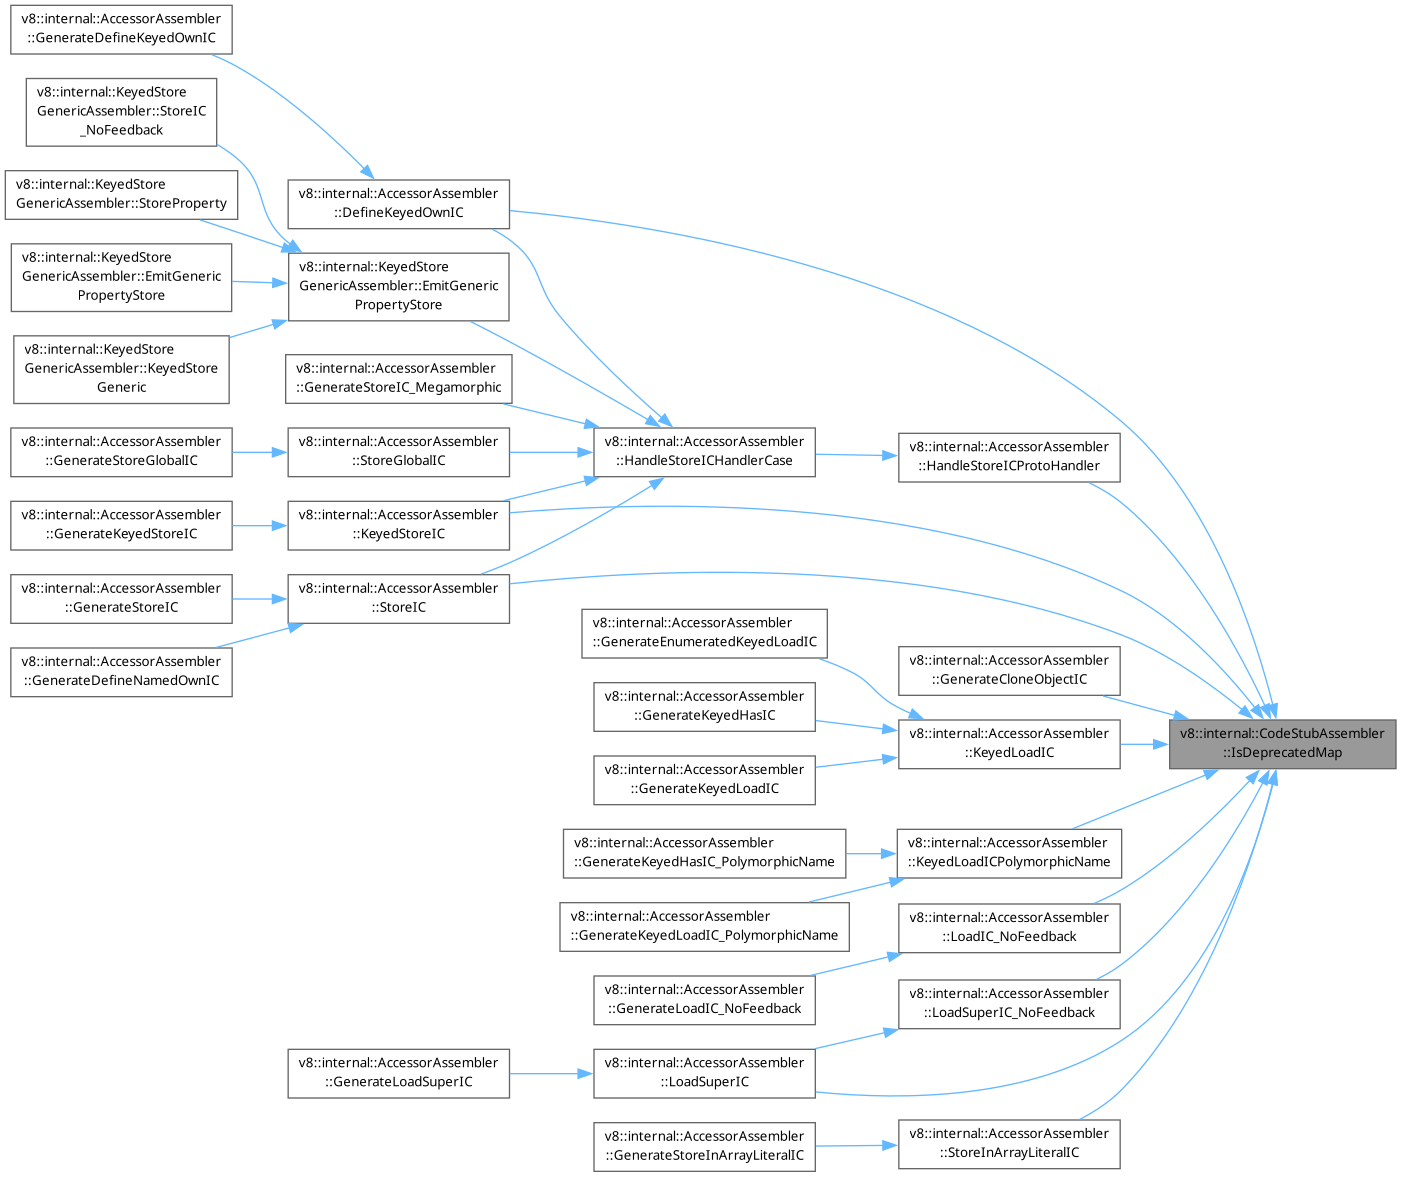 v8::internal::AccessorAssembler
::GenerateDefineKeyedOwnIC
v8::internal::KeyedStore
GenericAssembler::StoreIC
_NoFeedback
v8::internal::KeyedStore
GenericAssembler::StoreProperty
v8::internal::KeyedStore
GenericAssembler::EmitGeneric
PropertyStore
v8::internal::KeyedStore
GenericAssembler::KeyedStore
Generic
v8::internal::AccessorAssembler
::GenerateStoreGlobalIC
v8::internal::AccessorAssembler
::GenerateKeyedStoreIC
v8::internal::AccessorAssembler
::GenerateStoreIC
v8::internal::AccessorAssembler
::GenerateDefineNamedOwnIC
v8::internal::AccessorAssembler
::DefineKeyedOwnIC
v8::internal::KeyedStore
GenericAssembler::EmitGeneric
PropertyStore
v8::internal::AccessorAssembler
::GenerateStoreIC_Megamorphic
v8::internal::AccessorAssembler
::StoreGlobalIC
v8::internal::AccessorAssembler
::KeyedStoreIC
v8::internal::AccessorAssembler
::StoreIC
v8::internal::AccessorAssembler
::GenerateLoadSuperIC
v8::internal::AccessorAssembler
::HandleStoreICHandlerCase
v8::internal::AccessorAssembler
::GenerateEnumeratedKeyedLoadIC
v8::internal::AccessorAssembler
::GenerateKeyedHasIC
v8::internal::AccessorAssembler
::GenerateKeyedLoadIC
v8::internal::AccessorAssembler
::GenerateKeyedHasIC_PolymorphicName
v8::internal::AccessorAssembler
::GenerateKeyedLoadIC_PolymorphicName
v8::internal::AccessorAssembler
::GenerateLoadIC_NoFeedback
v8::internal::AccessorAssembler
::LoadSuperIC
v8::internal::AccessorAssembler
::GenerateStoreInArrayLiteralIC
v8::internal::AccessorAssembler
::HandleStoreICProtoHandler
v8::internal::AccessorAssembler
::GenerateCloneObjectIC
v8::internal::AccessorAssembler
::KeyedLoadIC
v8::internal::AccessorAssembler
::KeyedLoadICPolymorphicName
v8::internal::AccessorAssembler
::LoadIC_NoFeedback
v8::internal::AccessorAssembler
::LoadSuperIC_NoFeedback
v8::internal::AccessorAssembler
::StoreInArrayLiteralIC
v8::internal::CodeStubAssembler
::IsDeprecatedMap